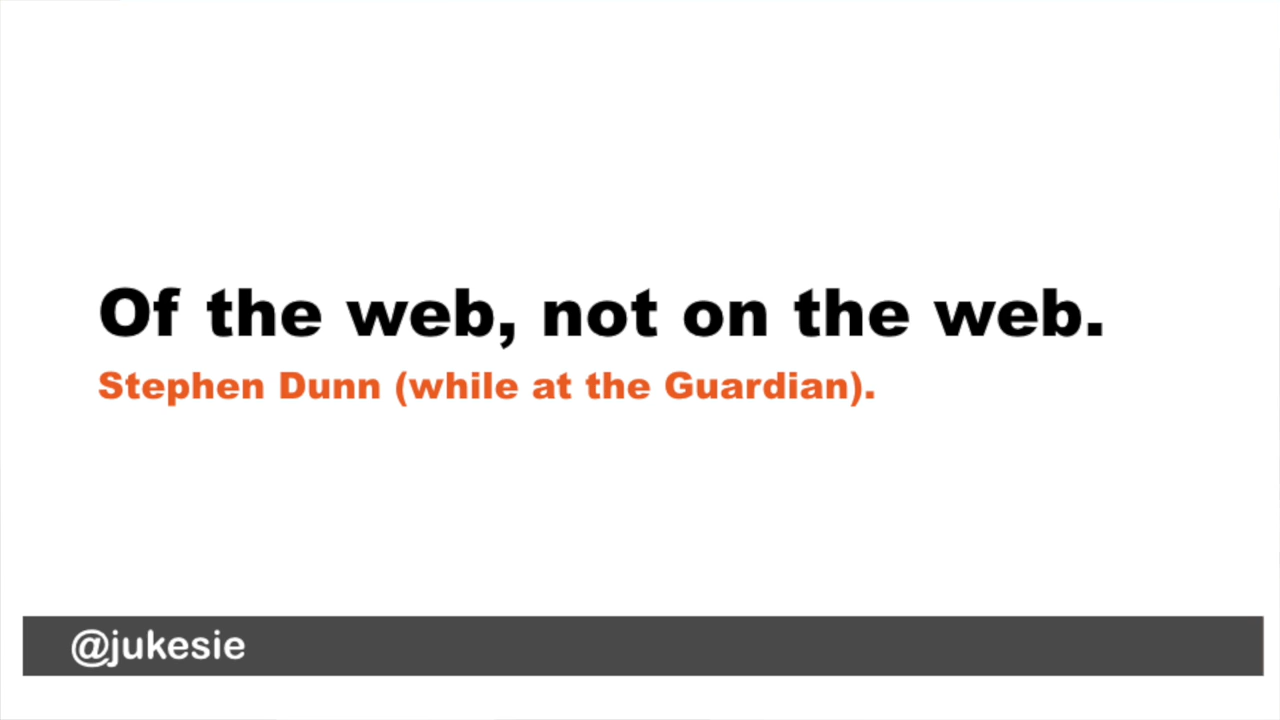 Of the web, not on the web.
Stephen Dunn (while at the Guardian).
@jukesie